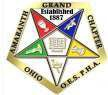 GRAND
Established
1887
AMARANTH
CHAPTER
OHIO
O.E.S. P.H.A.